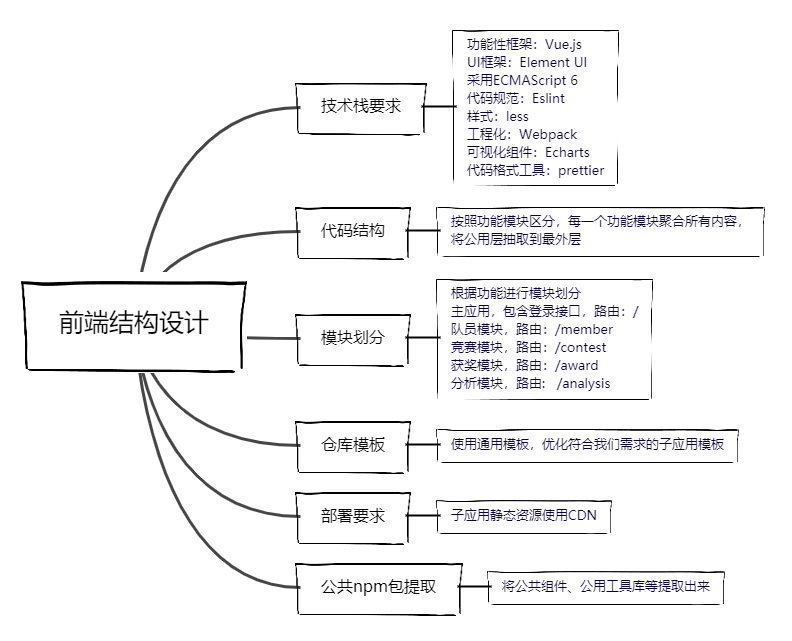 前端结构设计
技术栈要求
功能性框架：Vue.js
UI框架：Element UI
采用ECMAScript 6
代码规范：Eslint
样式：less
工程化：Webpack
可视化组件：Echarts
代码格式工具：prettier
代码结构
按照功能模块区分，每一个功能模块聚合所有内容，
将公用层抽取到最外层
模块划分
根据功能进行模块划分
主应用，包含登录接口，路由：/
队员模块，路由：/member
竞赛模块，路由：/contest
获奖模块，路由：/award
分析模块，路由： /analysis
仓库模板
使用通用模板，优化符合我们需求的子应用模板
部署要求
子应用静态资源使用CDN
公共npm包提取
将公共组件、公用工具库等提取出来